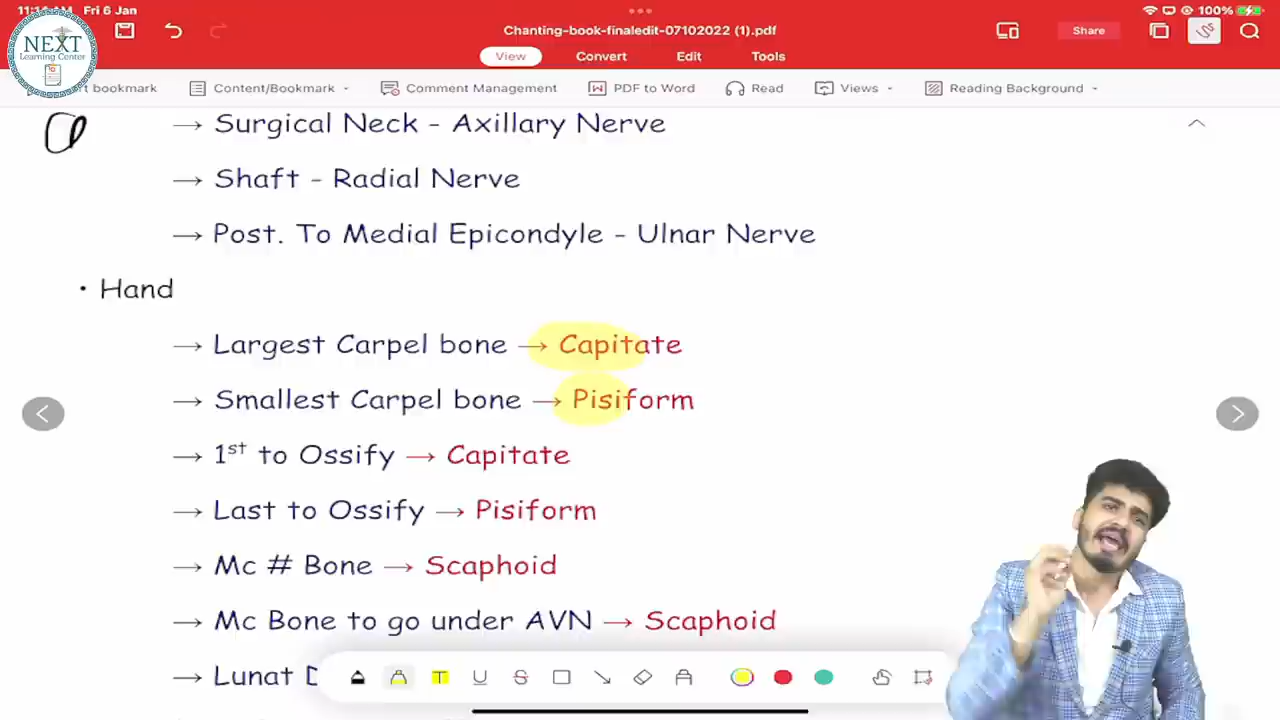 Fri 6 Jan
100%
NEXT
Learning Center
Chanting-book-finaledit-07102022 (1).pdf
Share
View
Convert
Edit
Tools
bookmark
Content/Bookmark
Comment Management
PDF to Word
Read
Views
Reading Background
→ Surgical Neck - Axillary Nerve
→ Shaft - Radial Nerve
→ Post. To Medial Epicondyle - Ulnar Nerve
• Hand
→ Largest Carpel bone → Capitate
→ Smallest Carpel bone → Pisiform
→ 1st to Ossify → Capitate
→ Last to Ossify → Pisiform
→ Mc # Bone → Scaphoid
→ Mc Bone to go under AVN → Scaphoid
→ Lunat